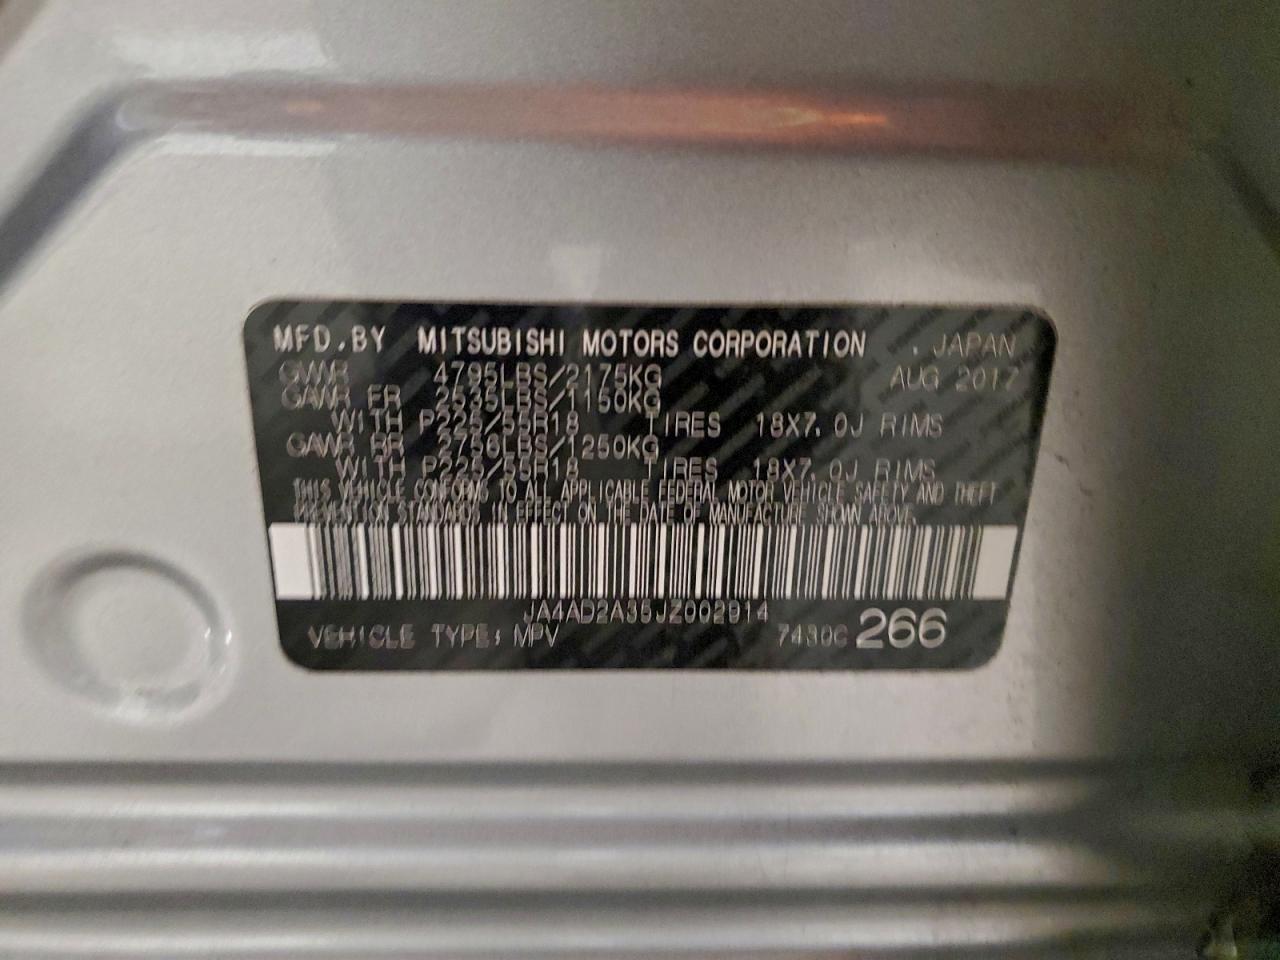 MFD.BY MITSUBISHI MOTORS CORPORATION . JAPAN
GVWR 4795LBS/2175KG AUG 2017
GAWR FR 2535LBS/1150KG
WITH P225/55R18 TIRES 18X7.0J RIMS
GAWR RR 2756LBS/1250KG
WITH P225/55R18 TIRES 18X7.0J RIMS
THIS VEHICLE CONFORMS TO ALL APPLICABLE FEDERAL MOTOR VEHICLE SAFETY AND THEFT
PREVENTION STANDARDS IN EFFECT ON THE DATE OF MANUFACTURE SHOWN ABOVE.
JA4AD2A35JZ002914
VEHICLE TYPE: MPV 7430C 266